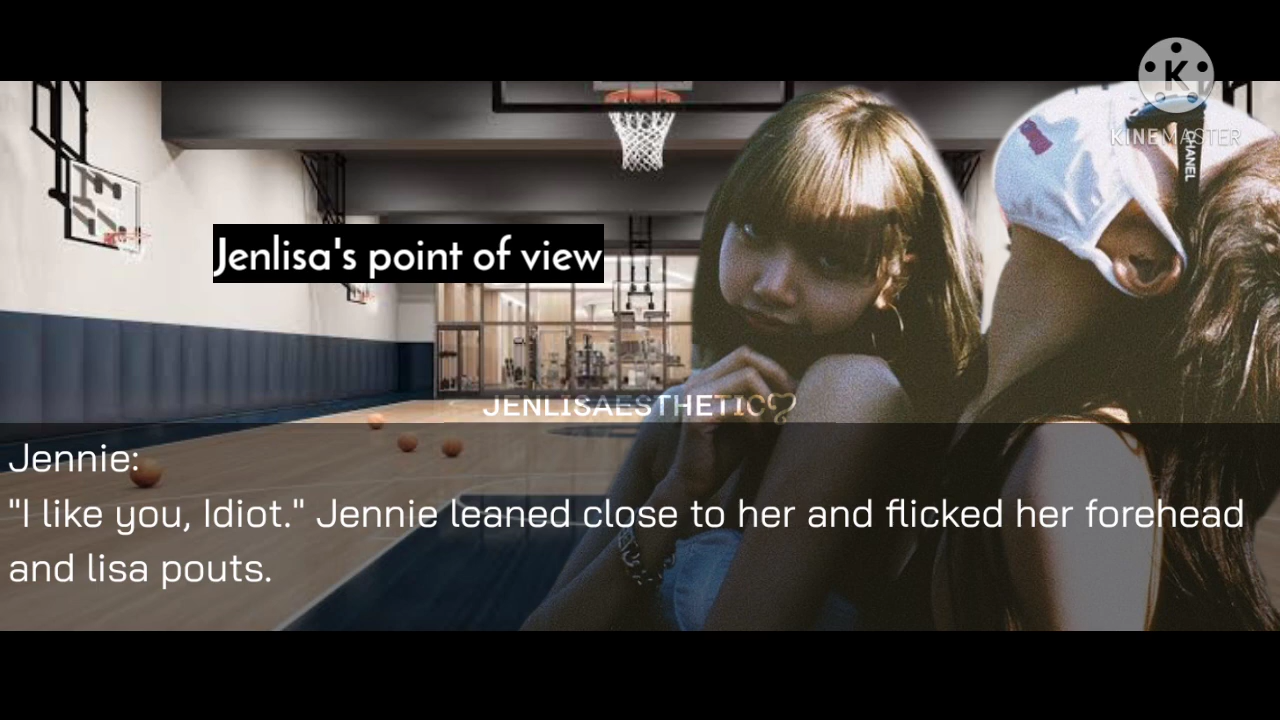 K
KINEMASTER
CHANEL
Jenlisa's point of view
JENLISAESTHETIC♡
Jennie:
"I like you, Idiot." Jennie leaned close to her and flicked her forehead
and lisa pouts.